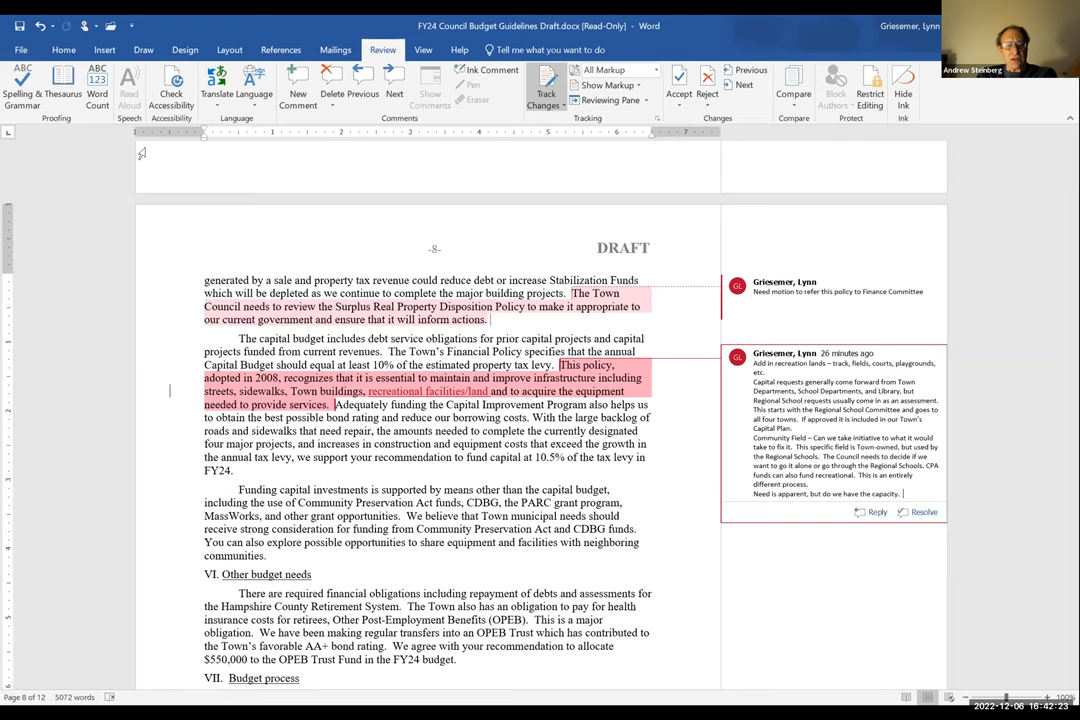 FY24 Council Budget Guidelines Draft.docx [Read-Only] - Word
Griesemer, Lynn
File Home Insert Draw Design Layout References Mailings Review View Help Tell me what you want to do
Andrew Steinberg
Spelling & Grammar
Thesaurus
Word Count
Read Aloud
Check Accessibility
Translate
Language
New Comment
Delete
Previous
Next
Show Comments
Ink Comment
Pen
Eraser
Track Changes
All Markup
Show Markup
Reviewing Pane
Accept
Reject
Previous
Next
Compare
Block Authors
Restrict Editing
Hide Ink
Proofing Speech Accessibility Language Comments Tracking Changes Compare Protect Ink
-8- DRAFT
generated by a sale and property tax revenue could reduce debt or increase Stabilization Funds
which will be depleted as we continue to complete the major building projects. The Town
Council needs to review the Surplus Real Property Disposition Policy to make it appropriate to
our current government and ensure that it will inform actions.
The capital budget includes debt service obligations for prior capital projects and capital
projects funded from current revenues. The Town's Financial Policy specifies that the annual
Capital Budget should equal at least 10% of the estimated property tax levy. This policy,
adopted in 2008, recognizes that it is essential to maintain and improve infrastructure including
streets, sidewalks, Town buildings, recreational facilities/land and to acquire the equipment
needed to provide services. Adequately funding the Capital Improvement Program also helps us
to obtain the best possible bond rating and reduce our borrowing costs. With the large backlog of
roads and sidewalks that need repair, the amounts needed to complete the currently designated
four major projects, and increases in construction and equipment costs that exceed the growth in
the annual tax levy, we support your recommendation to fund capital at 10.5% of the tax levy in
FY24.
Funding capital investments is supported by means other than the capital budget,
including the use of Community Preservation Act funds, CDBG, the PARC grant program,
MassWorks, and other grant opportunities. We believe that Town municipal needs should
receive strong consideration for funding from Community Preservation Act and CDBG funds.
You can also explore possible opportunities to share equipment and facilities with neighboring
communities.
VI. Other budget needs
There are required financial obligations including repayment of debts and assessments for
the Hampshire County Retirement System. The Town also has an obligation to pay for health
insurance costs for retirees, Other Post-Employment Benefits (OPEB). This is a major
obligation. We have been making regular transfers into an OPEB Trust which has contributed to
the Town's favorable AA+ bond rating. We agree with your recommendation to allocate
$550,000 to the OPEB Trust Fund in the FY24 budget.
VII. Budget process
GL
Griesemer, Lynn
Need motion to refer this policy to Finance Committee
GL
Griesemer, Lynn 26 minutes ago
Add in recreation lands – track, fields, courts, playgrounds,
etc.
Capital requests generally come forward from Town
Departments, School Departments, and Library, but
Regional School requests usually come in as an assessment.
This starts with the Regional School Committee and goes to
all four towns. If approved it is included in our Town's
Capital Plan.
Community Field – Can we take initiative to what it would
take to fix it. This specific field is Town-owned, but used by
the Regional Schools. The Council needs to decide if we
want to go it alone or go through the Regional Schools. CPA
funds can also fund recreational. This is an entirely
different process.
Need is apparent, but do we have the capacity.
Reply Resolve
Page 8 of 12 5072 words
100%
2022-12-06 16:42:23